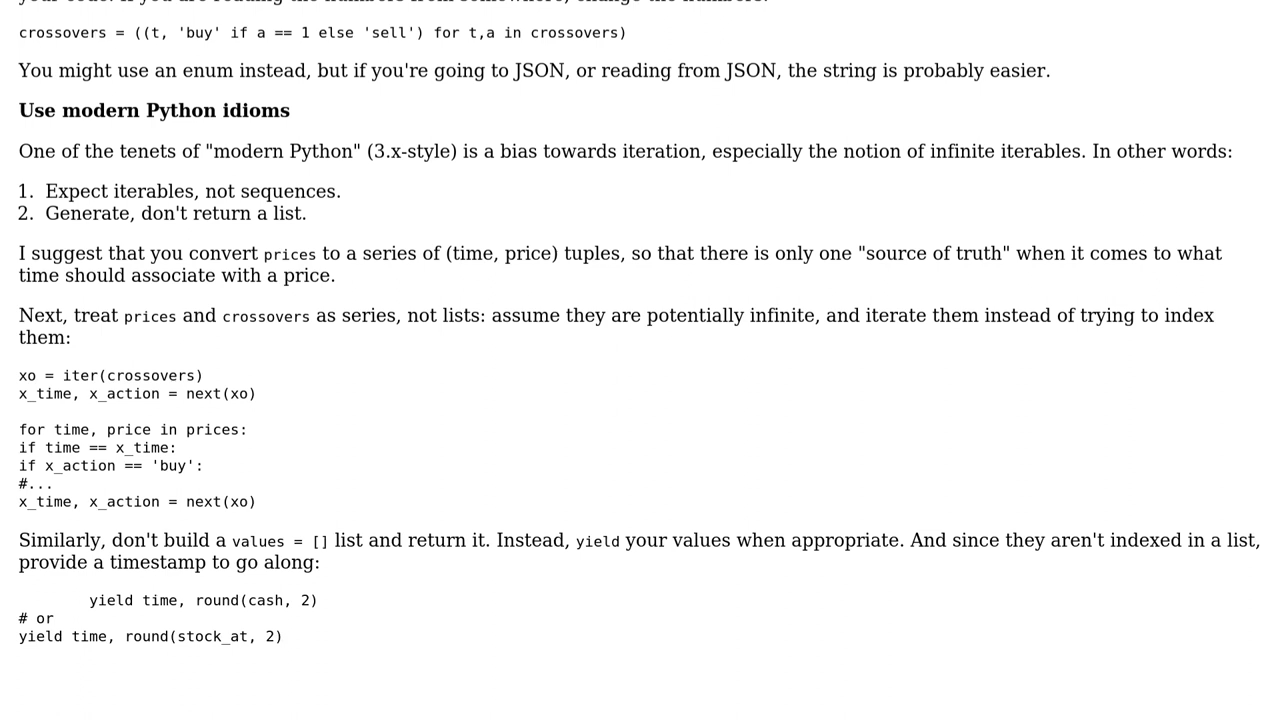 crossovers = ((t, 'buy' if a == 1 else 'sell') for t,a in crossovers)
You might use an enum instead, but if you're going to JSON, or reading from JSON, the string is probably easier.
Use modern Python idioms
One of the tenets of "modern Python" (3.x-style) is a bias towards iteration, especially the notion of infinite iterables. In other words:
1. Expect iterables, not sequences.
2. Generate, don't return a list.
I suggest that you convert prices to a series of (time, price) tuples, so that there is only one "source of truth" when it comes to what
time should associate with a price.
Next, treat prices and crossovers as series, not lists: assume they are potentially infinite, and iterate them instead of trying to index
them:
xo = iter(crossovers)
x_time, x_action = next(xo)
for time, price in prices:
if time == x_time:
if x_action == 'buy':
#...
x_time, x_action = next(xo)
Similarly, don't build a values = [] list and return it. Instead, yield your values when appropriate. And since they aren't indexed in a list,
provide a timestamp to go along:
yield time, round(cash, 2)
# or
yield time, round(stock_at, 2)